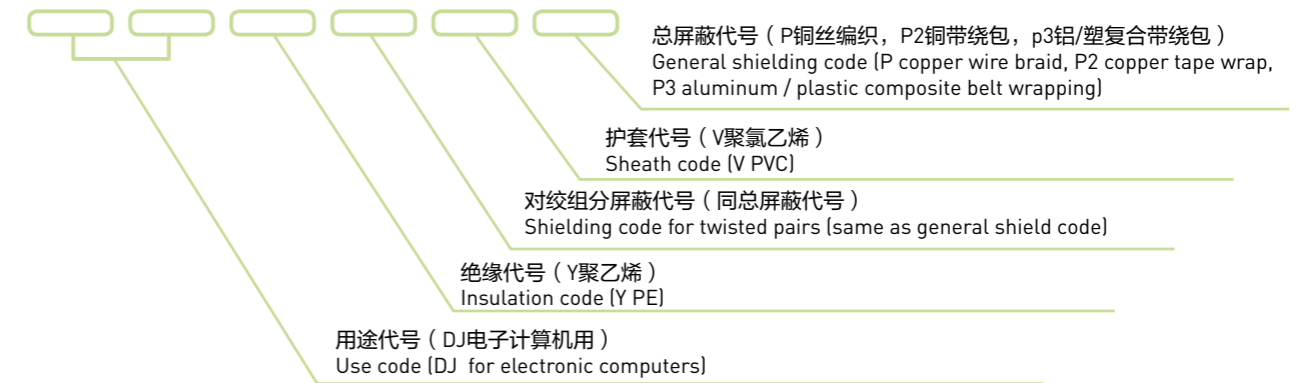 总屏蔽代号（P铜丝编织，P2铜带绕包，p3铝/塑复合带绕包）
General shielding code (P copper wire braid, P2 copper tape wrap,
P3 aluminum / plastic composite belt wrapping)
护套代号（V聚氯乙烯）
Sheath code (V PVC)
对绞组分屏蔽代号（同总屏蔽代号）
Shielding code for twisted pairs (same as general shield code)
绝缘代号（Y聚乙烯）
Insulation code (Y PE)
用途代号（DJ电子计算机用）
Use code (DJ for electronic computers)